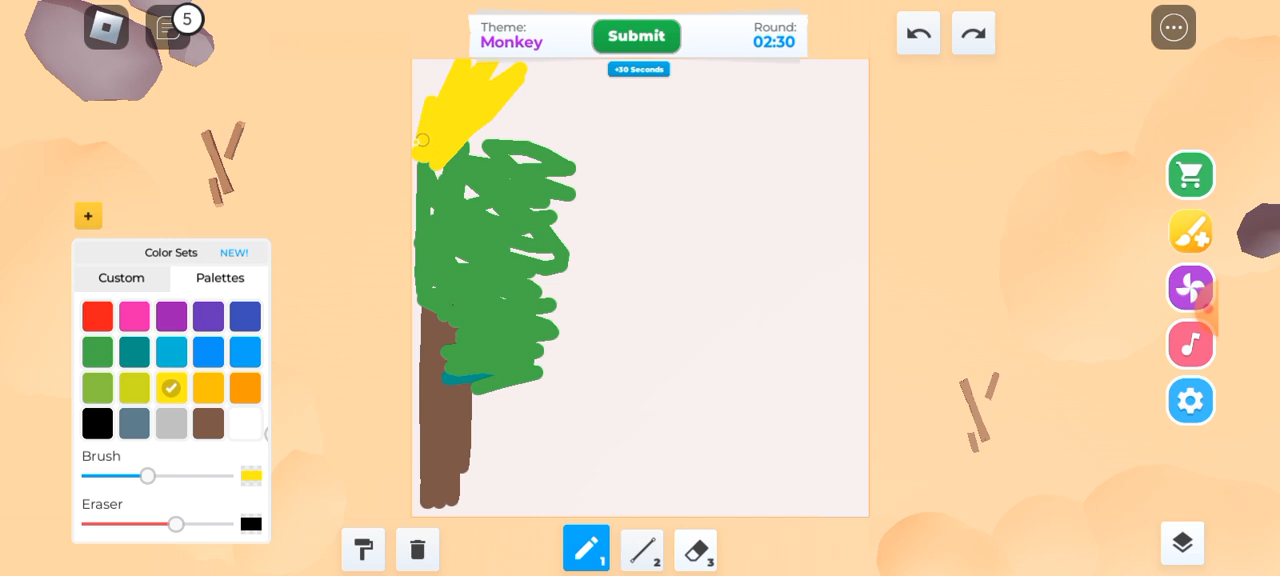 5
Theme:
Monkey
Submit
Round:
02:30
+30 Seconds
+
Color Sets NEW!
Custom Palettes
Brush
Eraser
1
2
3